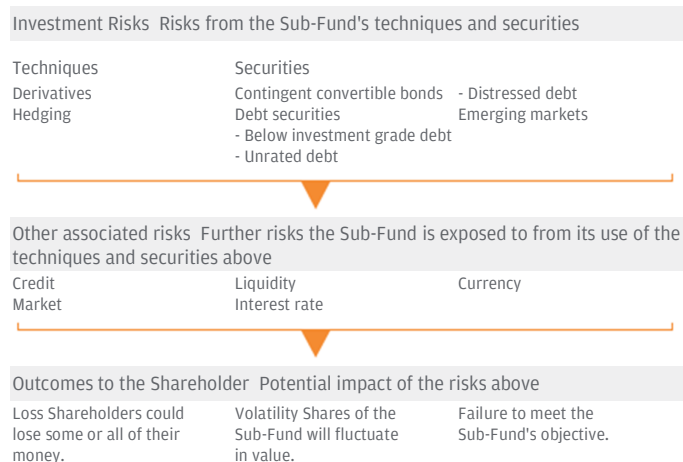 Investment Risks Risks from the Sub-Fund's techniques and securities
Techniques
Derivatives
Hedging
Securities
Contingent convertible bonds
Debt securities
- Below investment grade debt
- Unrated debt
- Distressed debt
Emerging markets
Other associated risks Further risks the Sub-Fund is exposed to from its use of the
techniques and securities above
Credit
Market
Liquidity
Interest rate
Currency
Outcomes to the Shareholder Potential impact of the risks above
Loss Shareholders could
lose some or all of their
money.
Volatility Shares of the
Sub-Fund will fluctuate
in value.
Failure to meet the
Sub-Fund's objective.